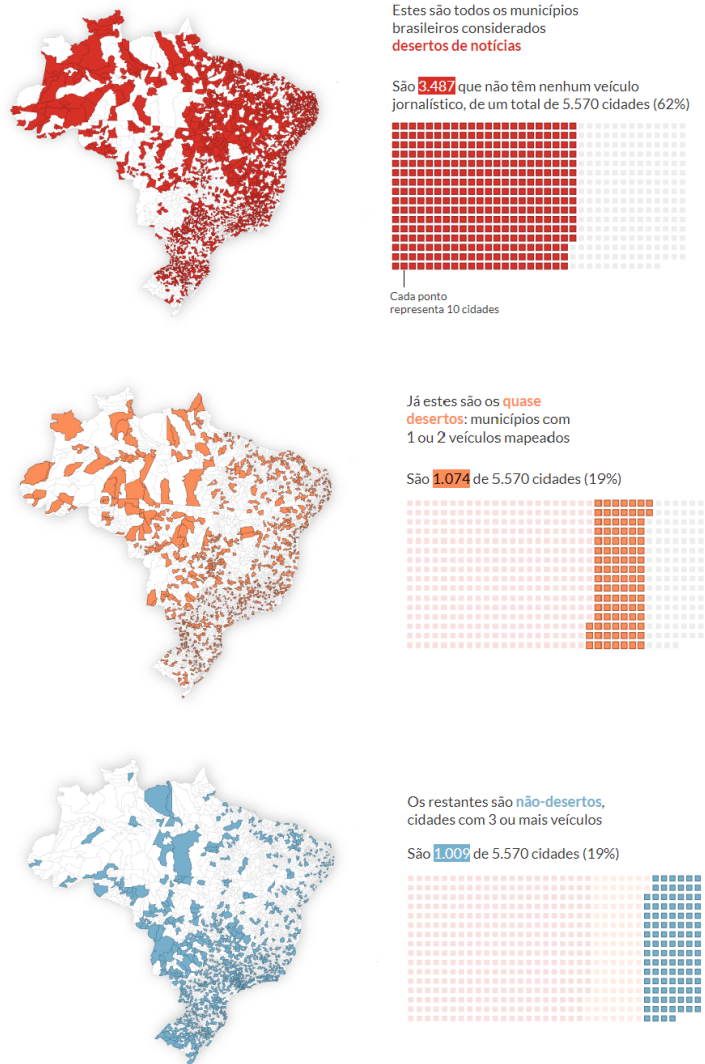 Estes são todos os municípios
brasileiros considerados
desertos de notícias
São 3.487 que não têm nenhum veículo
jornalístico, de um total de 5.570 cidades (62%)
Cada ponto
representa 10 cidades
Já estes são os quase
desertos: municípios com
1 ou 2 veículos mapeados
São 1.074 de 5.570 cidades (19%)
Os restantes são não-desertos,
cidades com 3 ou mais veículos
São 1.009 de 5.570 cidades (19%)